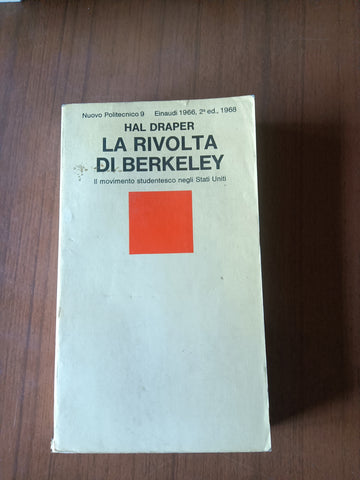 Nuovo Politecnico 9 Einaudi 1966, 2ª ed., 1968
HAL DRAPER
LA RIVOLTA
DI BERKELEY
Il movimento studentesco negli Stati Uniti